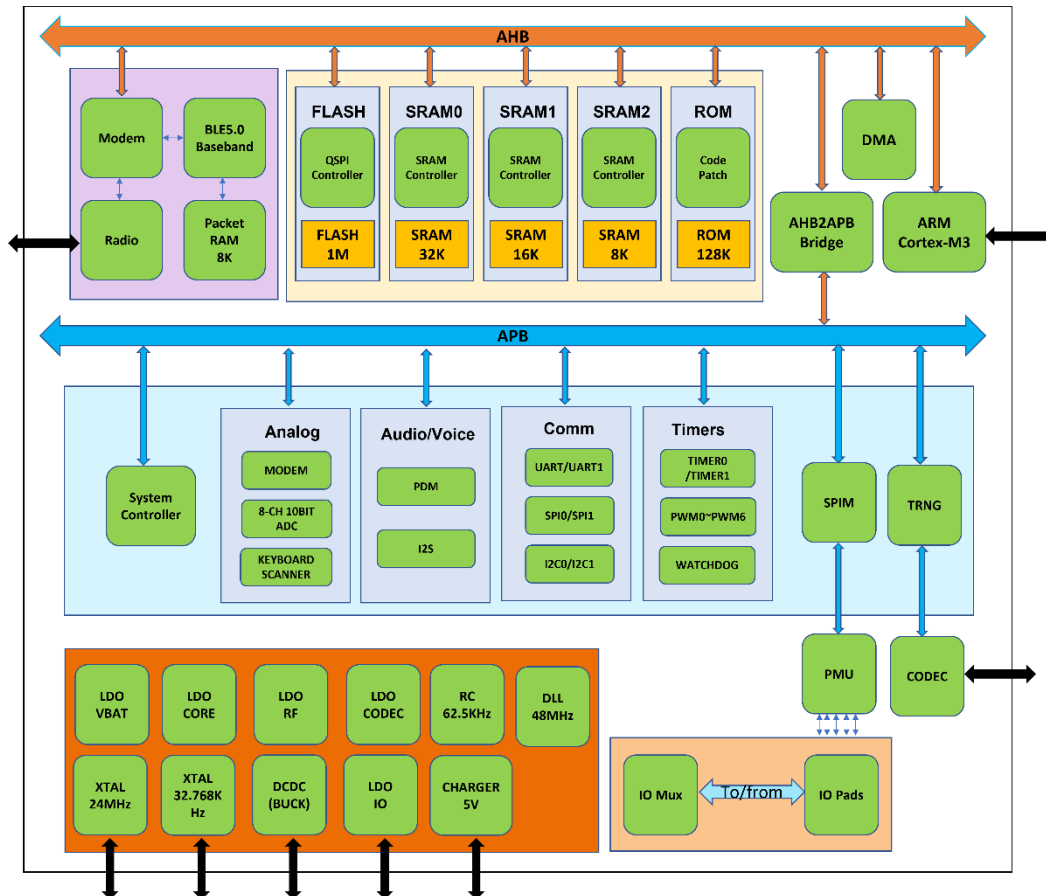 AHB
Modem
BLE5.0
Baseband
Radio
Packet
RAM
8K
FLASH
QSPI
Controller
FLASH
1M
SRAM0
SRAM
Controller
SRAM
32K
SRAM1
SRAM
Controller
SRAM
16K
SRAM2
SRAM
Controller
SRAM
8K
ROM
Code
Patch
ROM
128K
DMA
AHB2APB
Bridge
ARM
Cortex-M3
APB
System
Controller
Analog
MODEM
8-CH 10BIT
ADC
KEYBOARD
SCANNER
Audio/Voice
PDM
I2S
Comm
UART/UART1
SPI0/SPI1
I2C0/I2C1
Timers
TIMER0
/TIMER1
PWM0~PWM6
WATCHDOG
SPIM
TRNG
PMU
CODEC
LDO
VBAT
LDO
CORE
LDO
RF
LDO
CODEC
RC
62.5KHz
DLL
48MHz
XTAL
24MHz
XTAL
32.768K
Hz
DCDC
(BUCK)
LDO
IO
CHARGER
5V
IO Mux
To/from
IO Pads